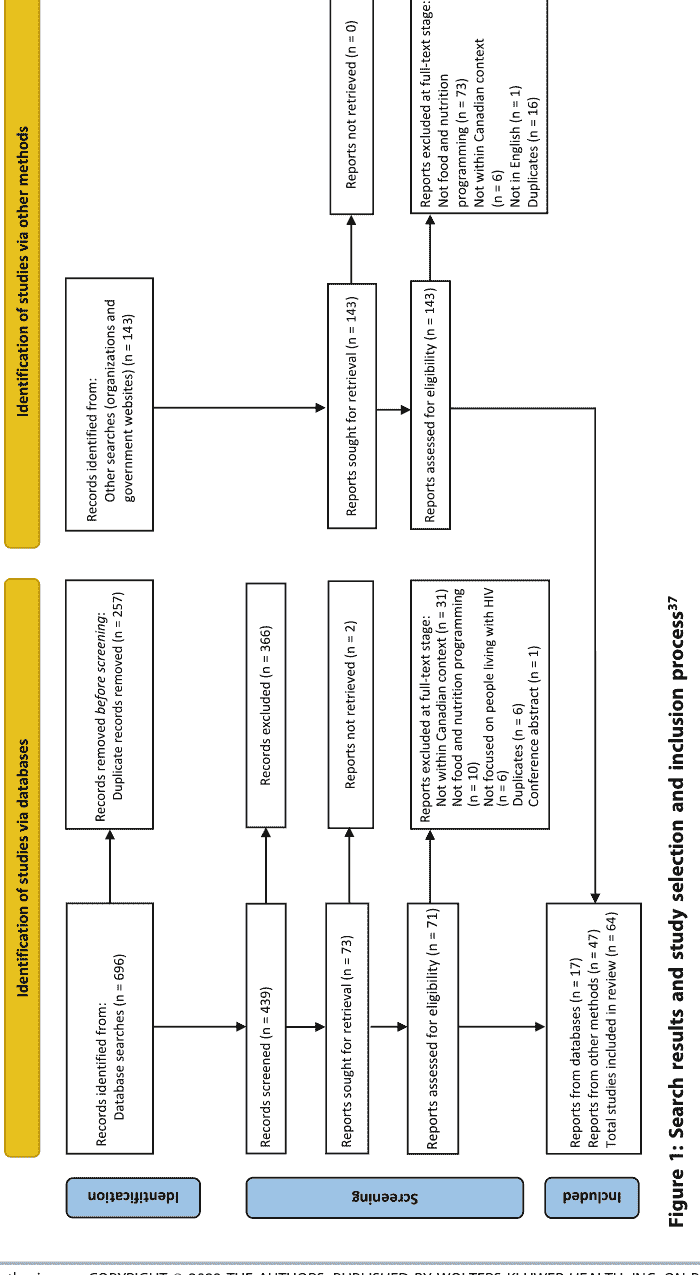 Identification of studies via databases
Identification of studies via other methods
Identification
Records identified from:
Database searches (n = 696)
Records removed before screening:
Duplicate records removed (n = 257)
Records identified from:
Other searches (organizations and
government websites) (n = 143)
Screening
Records screened (n = 439)
Records excluded (n = 366)
Reports sought for retrieval (n = 73)
Reports not retrieved (n = 2)
Reports sought for retrieval (n = 143)
Reports not retrieved (n = 0)
Reports assessed for eligibility (n = 71)
Reports excluded at full-text stage:
Not within Canadian context (n = 31)
Not food and nutrition programming
(n = 10)
Not focused on people living with HIV
(n = 6)
Duplicates (n = 6)
Conference abstract (n = 1)
Reports assessed for eligibility (n = 143)
Reports excluded at full-text stage:
Not food and nutrition
programming (n = 73)
Not within Canadian context
(n = 6)
Not in English (n = 1)
Duplicates (n = 16)
Included
Reports from databases (n = 17)
Reports from other methods (n = 47)
Total studies included in review (n = 64)
Figure 1: Search results and study selection and inclusion process37